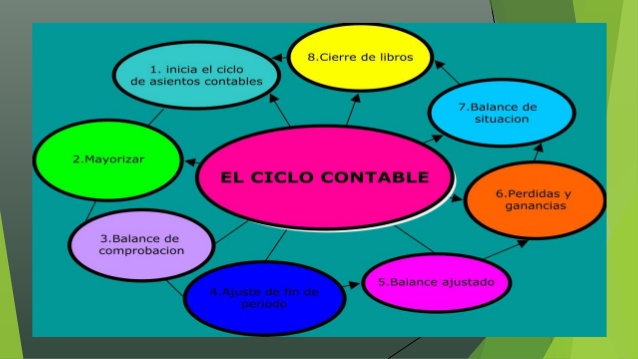 EL CICLO CONTABLE
1. inicia el ciclo
de asientos contables
2.Mayorizar
3.Balance de
comprobacion
4.Ajuste de fin de
periodo
5.Balance ajustado
6.Perdidas y
ganancias
7.Balance de
situacion
8.Cierre de libros